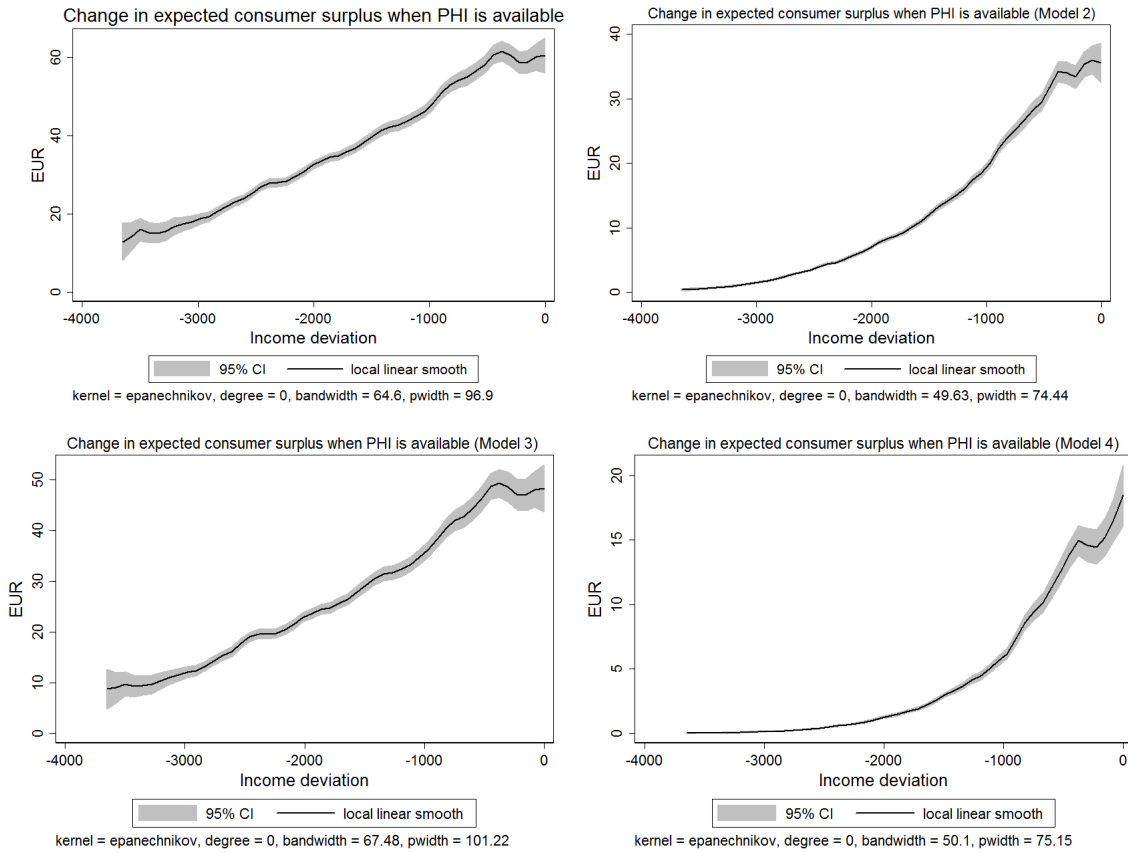 Change in expected consumer surplus when PHI is available
EUR
60
40
20
0
-4000 -3000 -2000 -1000 0
Income deviation
95% CI local linear smooth
kernel = epanechnikov, degree = 0, bandwidth = 64.6, pwidth = 96.9
Change in expected consumer surplus when PHI is available (Model 2)
EUR
40
30
20
10
0
-4000 -3000 -2000 -1000 0
Income deviation
95% CI local linear smooth
kernel = epanechnikov, degree = 0, bandwidth = 49.63, pwidth = 74.44
Change in expected consumer surplus when PHI is available (Model 3)
EUR
50
40
30
20
10
0
-4000 -3000 -2000 -1000 0
Income deviation
95% CI local linear smooth
kernel = epanechnikov, degree = 0, bandwidth = 67.48, pwidth = 101.22
Change in expected consumer surplus when PHI is available (Model 4)
EUR
20
15
10
5
0
-4000 -3000 -2000 -1000 0
Income deviation
95% CI local linear smooth
kernel = epanechnikov, degree = 0, bandwidth = 50.1, pwidth = 75.15